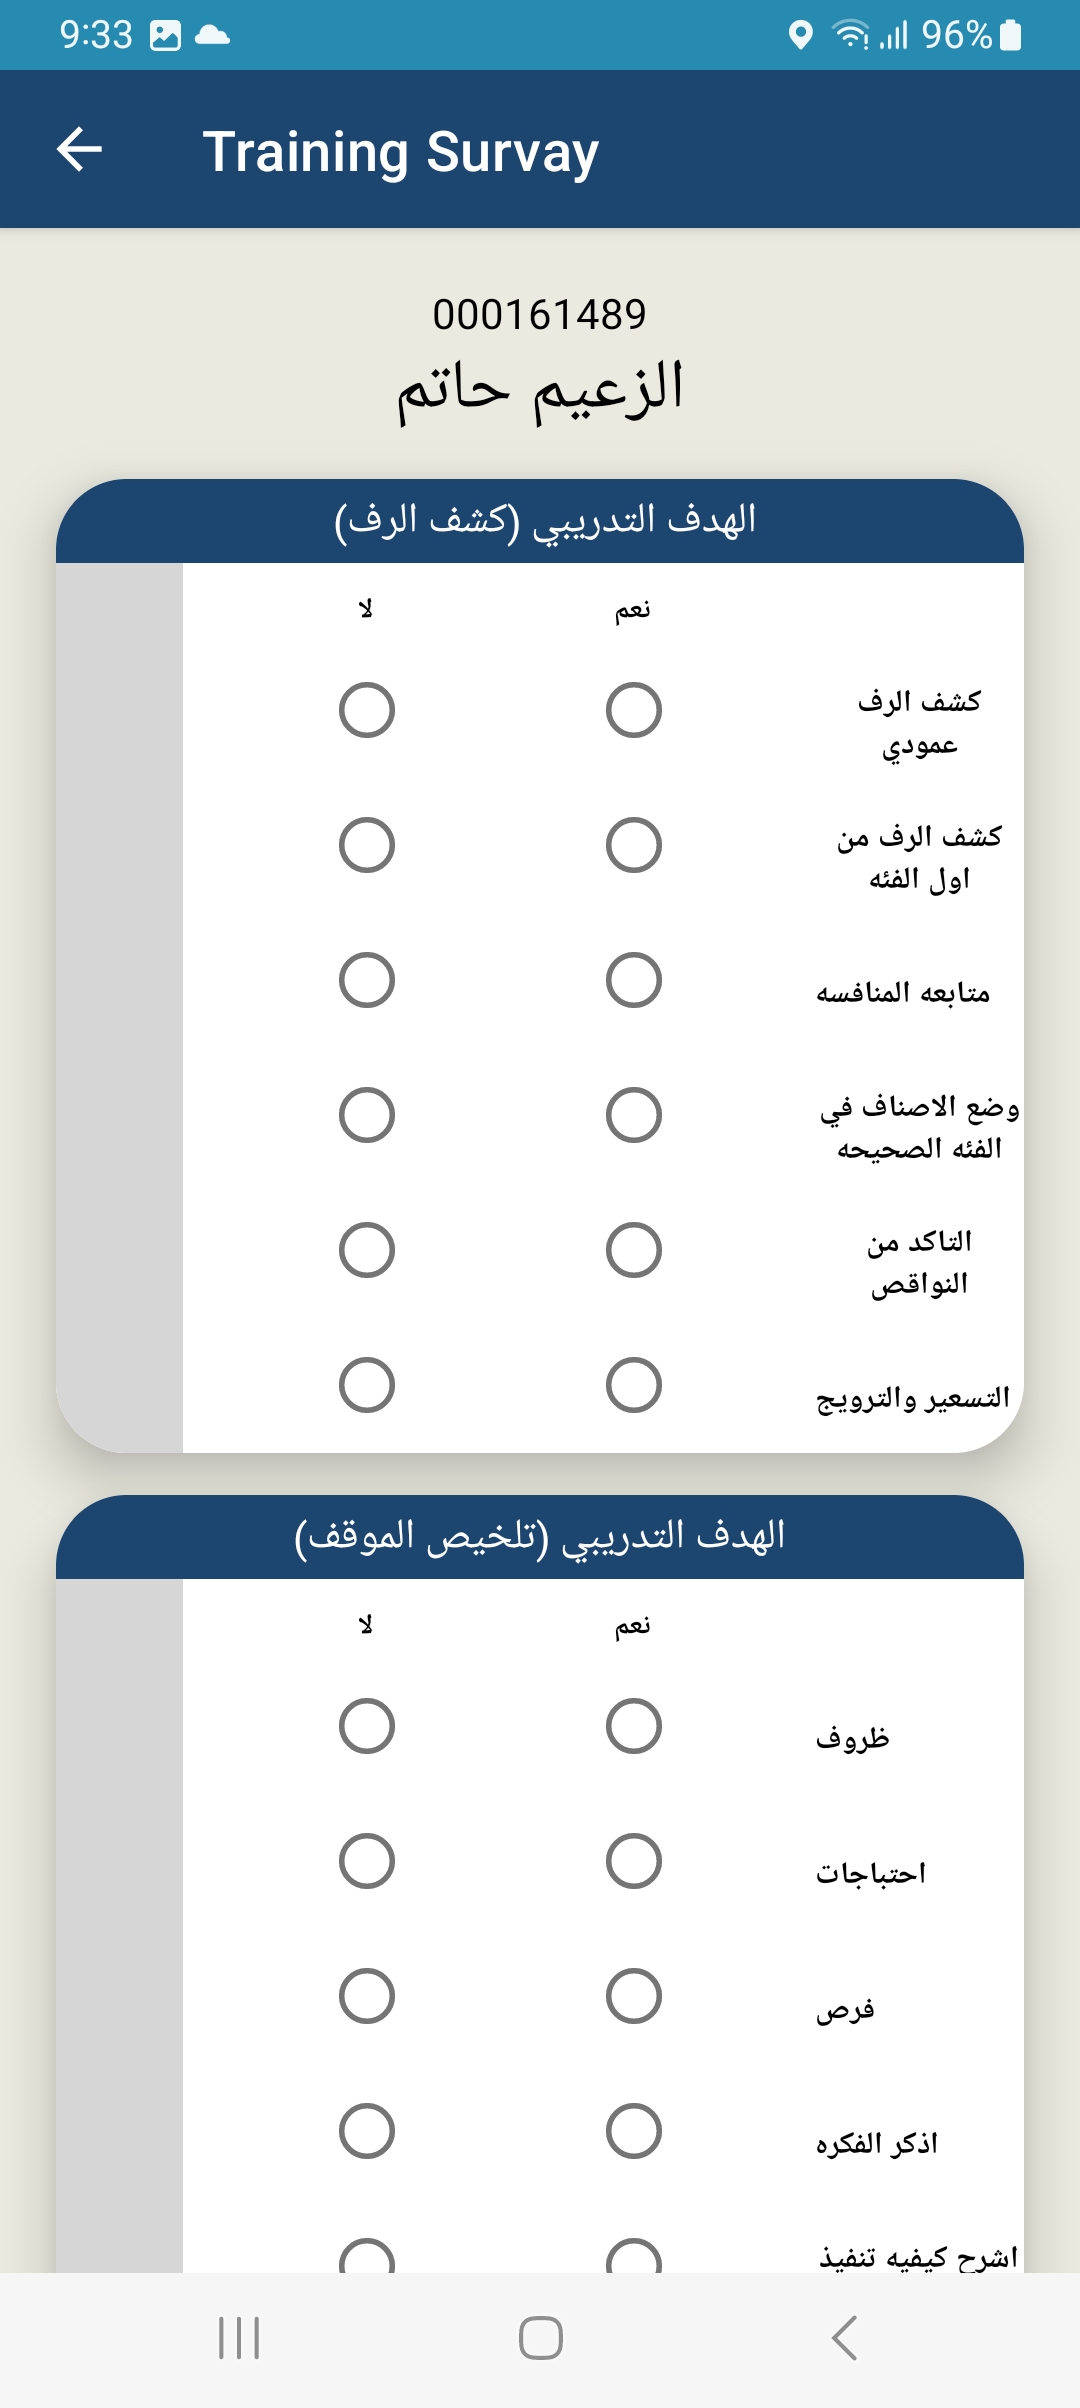 9:33 96%
Training Survay
000161489
الزعيم حاتم
الهدف التدريبي (كشف الرف)
نعم لا
كشف الرف
عمودي
كشف الرف من
اول الفئه
متابعه المنافسه
وضع الاصناف في
الفئه الصحيحه
التاكد من
النواقص
التسعير والترويج
الهدف التدريبي (تلخيص الموقف)
نعم لا
ظروف
احتباجات
فرص
اذكر الفكره
اشرح كيفيه تنفيذ